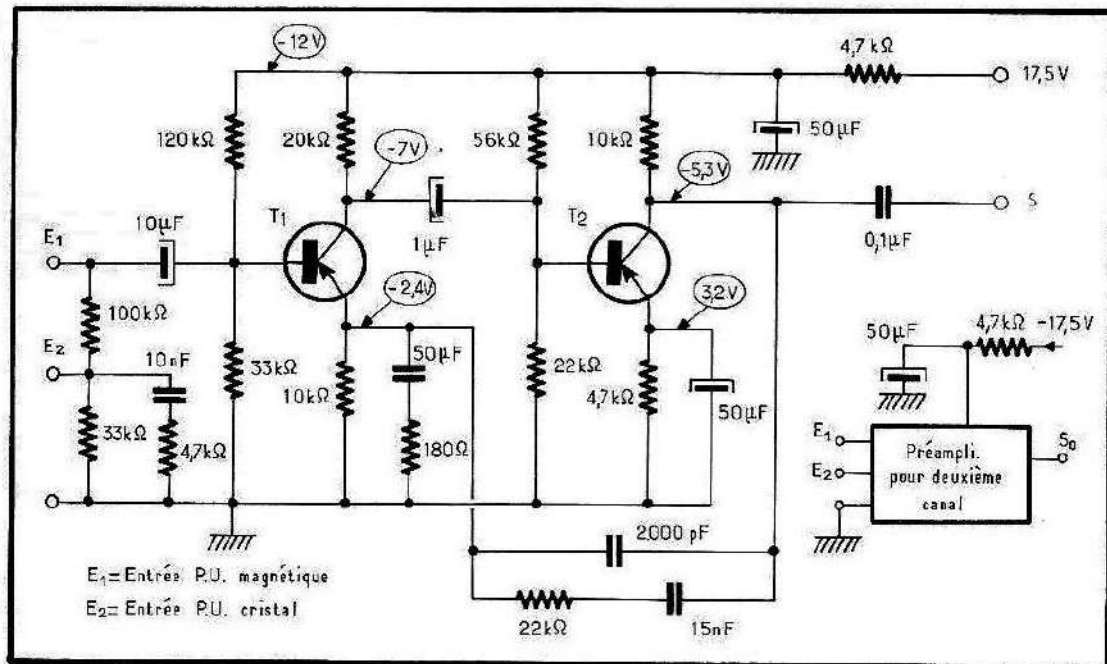 -12V
4,7 kΩ
17,5V
120kΩ
20kΩ
56kΩ
10kΩ
50µF
-7V
-5,3V
S
10µF
T1
1µF
T2
0,1µF
E1
-2,4V
3,2V
100kΩ
50µF
4,7kΩ
-17,5V
E2
10nF
50µF
33kΩ
10kΩ
22kΩ
4,7kΩ
50µF
33kΩ
4,7kΩ
180Ω
E1
E2
Préampli.
pour deuxième
canal
S0
2.000 pF
E1=Entrée P.U. magnétique
E2=Entrée P.U. cristal
22kΩ
15nF